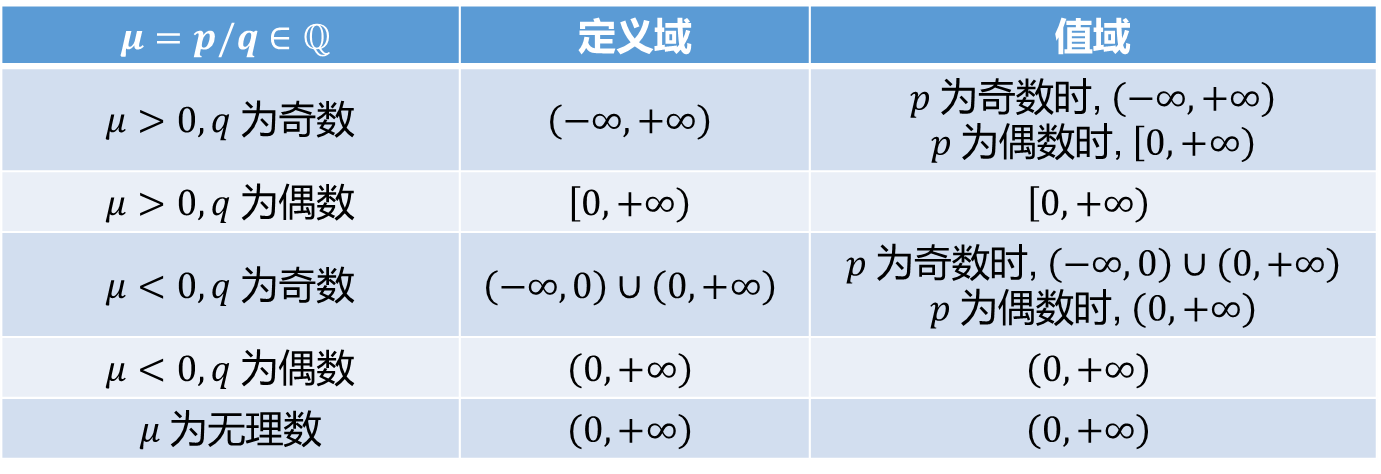 μ = p/q ∈ ℚ 定义域 值域
μ > 0, q 为奇数 (−∞, +∞) p 为奇数时, (−∞, +∞)
p 为偶数时, [0, +∞)
μ > 0, q 为偶数 [0, +∞) [0, +∞)
μ < 0, q 为奇数 (−∞, 0) ∪ (0, +∞) p 为奇数时, (−∞, 0) ∪ (0, +∞)
p 为偶数时, (0, +∞)
μ < 0, q 为偶数 (0, +∞) (0, +∞)
μ 为无理数 (0, +∞) (0, +∞)